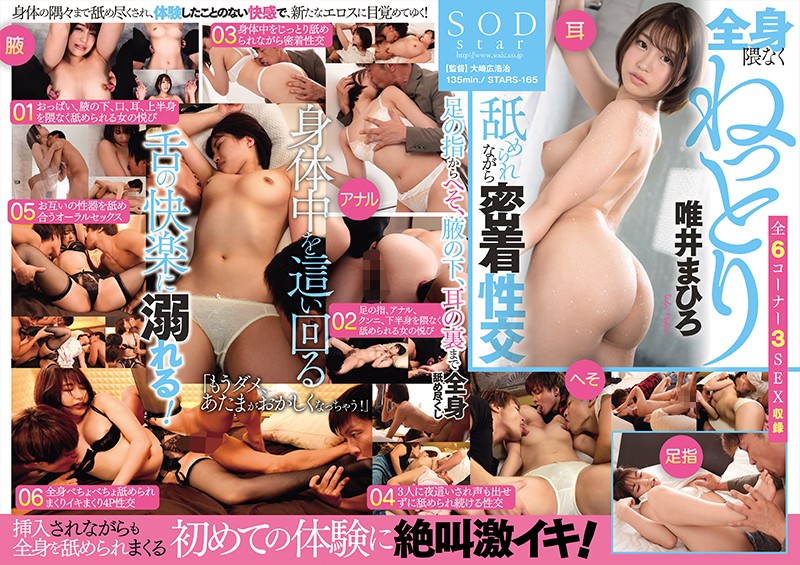 身体の隅々まで舐め尽くされ、体験したことのない快感で、新たなエロスに目覚めてゆく!
腋
01 おっぱい、腋の下、口、耳、上半身
を隈なく舐められる女の悦び
03 身体中をじっとり舐め
られながら密着性交
05 お互いの性器を舐め
合うオーラルセックス
アナル
02 足の指、アナル、
クンニ、下半身を隈なく
舐められる女の悦び
身体中を這い回る
舌の快楽に
溺れる!
「もうダメ、
あたまがおかしくなっちゃう!」
06 全身べちょべちょ舐められ
まくりイキまくり4P性交
04 3人に夜這いされ声も出せ
ずに舐められ続ける性交
挿入されながらも
全身を舐められまくる
初めての体験に絶叫激イキ!
SOD
star
http://www.sodc.co.jp
[監督] 大崎広浩治
135min./ STARS-165
足の指からへそ、腋の下、耳の裏まで
全身
舐め尽くし
耳
全身
隈なく
ねっとり
舐められ
ながら
密着性交
唯井まひろ
全6コーナー3SEX収録
へそ
足指